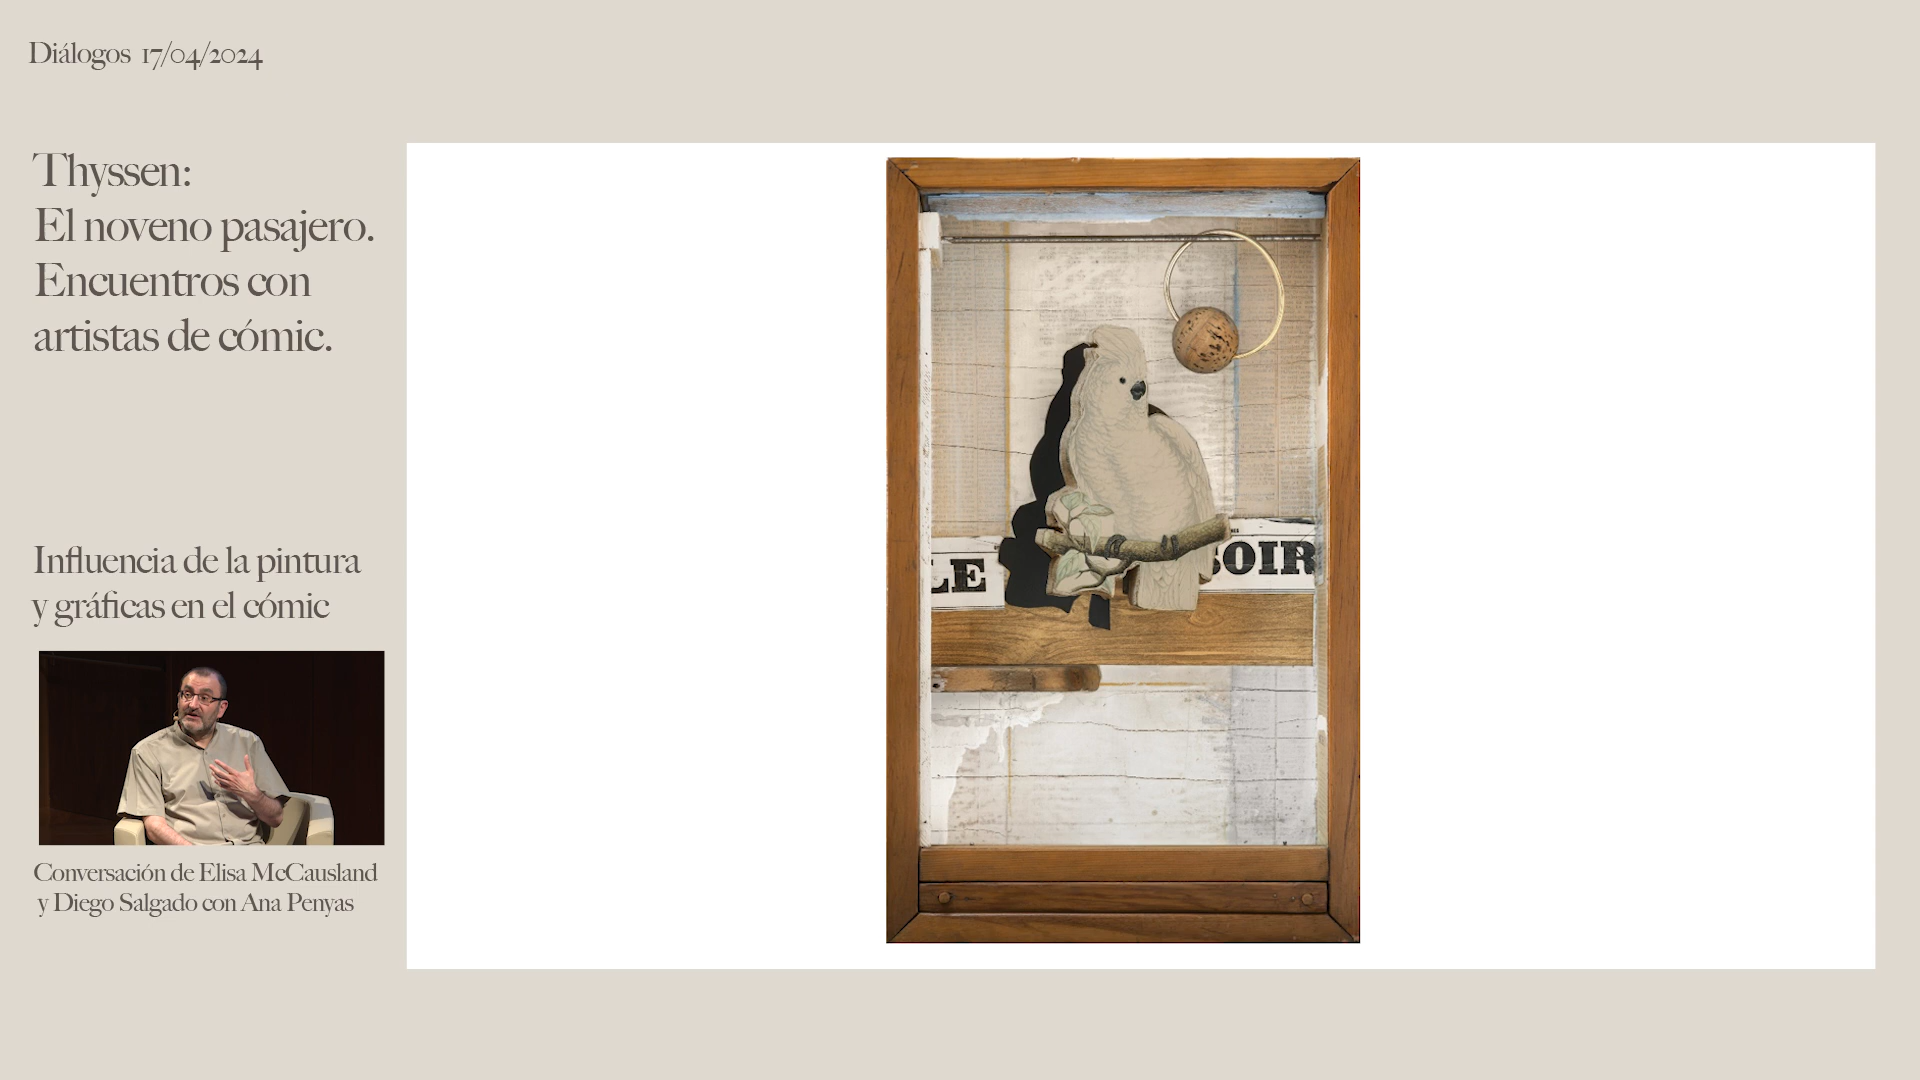 Diálogos 17/04/2024
Thyssen:
El noveno pasajero.
Encuentros con
artistas de cómic.
Influencia de la pintura
y gráficas en el cómic
Conversación de Elisa McCausland
y Diego Salgado con Ana Penyas
LE
SOIR